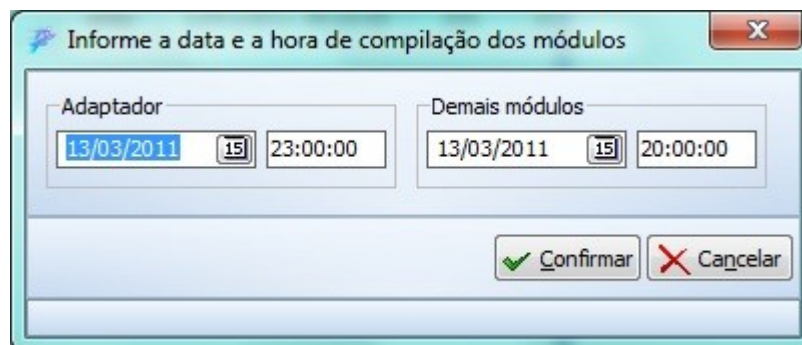 Informe a data e a hora de compilação dos módulos
Adaptador
13/03/2011 15 23:00:00
Demais módulos
13/03/2011 15 20:00:00
Confirmar
Cancelar